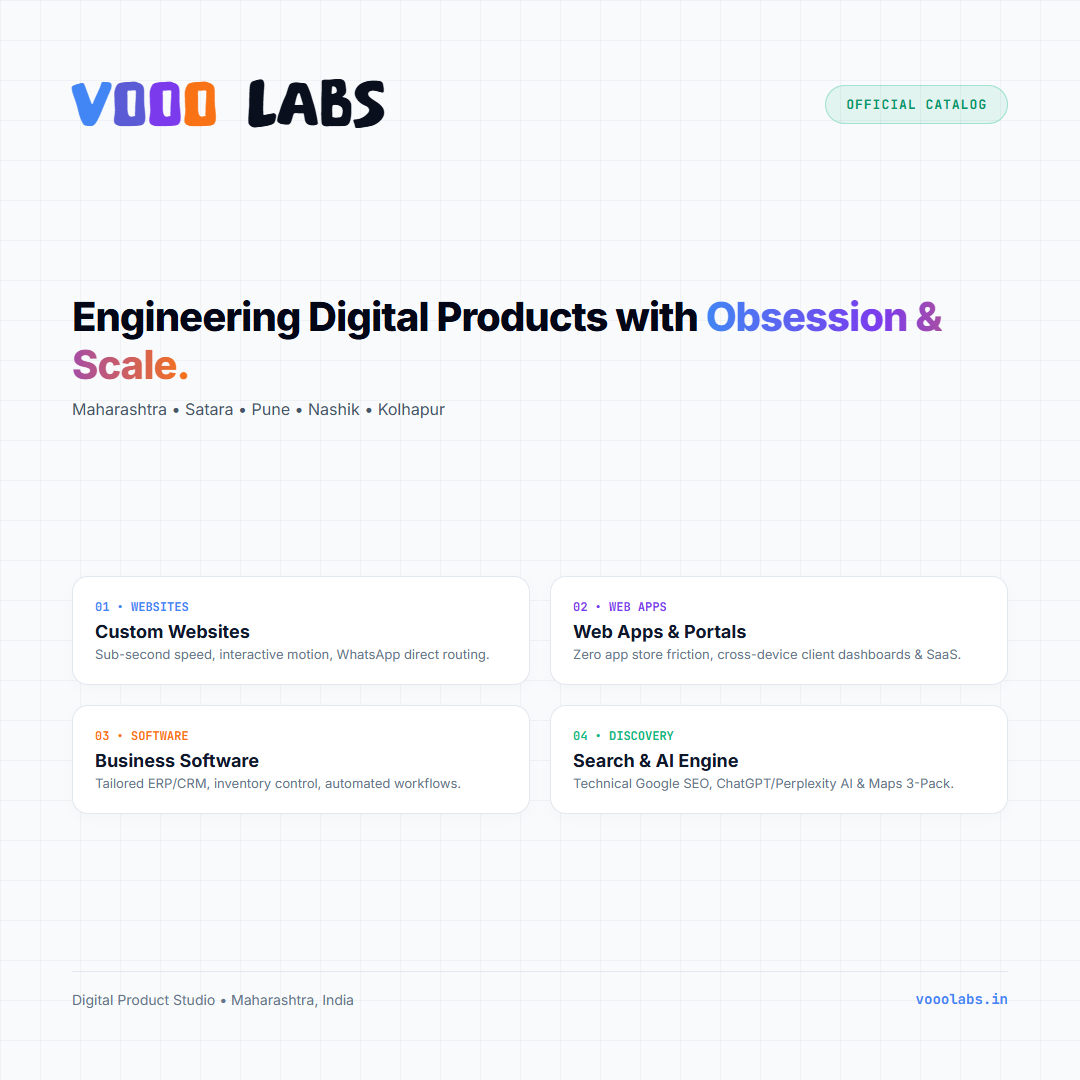 VOOO LABS
OFFICIAL CATALOG
Engineering Digital Products with Obsession &
Scale.
Maharashtra • Satara • Pune • Nashik • Kolhapur
01 • WEBSITES
Custom Websites
Sub-second speed, interactive motion, WhatsApp direct routing.
02 • WEB APPS
Web Apps & Portals
Zero app store friction, cross-device client dashboards & SaaS.
03 • SOFTWARE
Business Software
Tailored ERP/CRM, inventory control, automated workflows.
04 • DISCOVERY
Search & AI Engine
Technical Google SEO, ChatGPT/Perplexity AI & Maps 3-Pack.
Digital Product Studio • Maharashtra, India
vooolabs.in